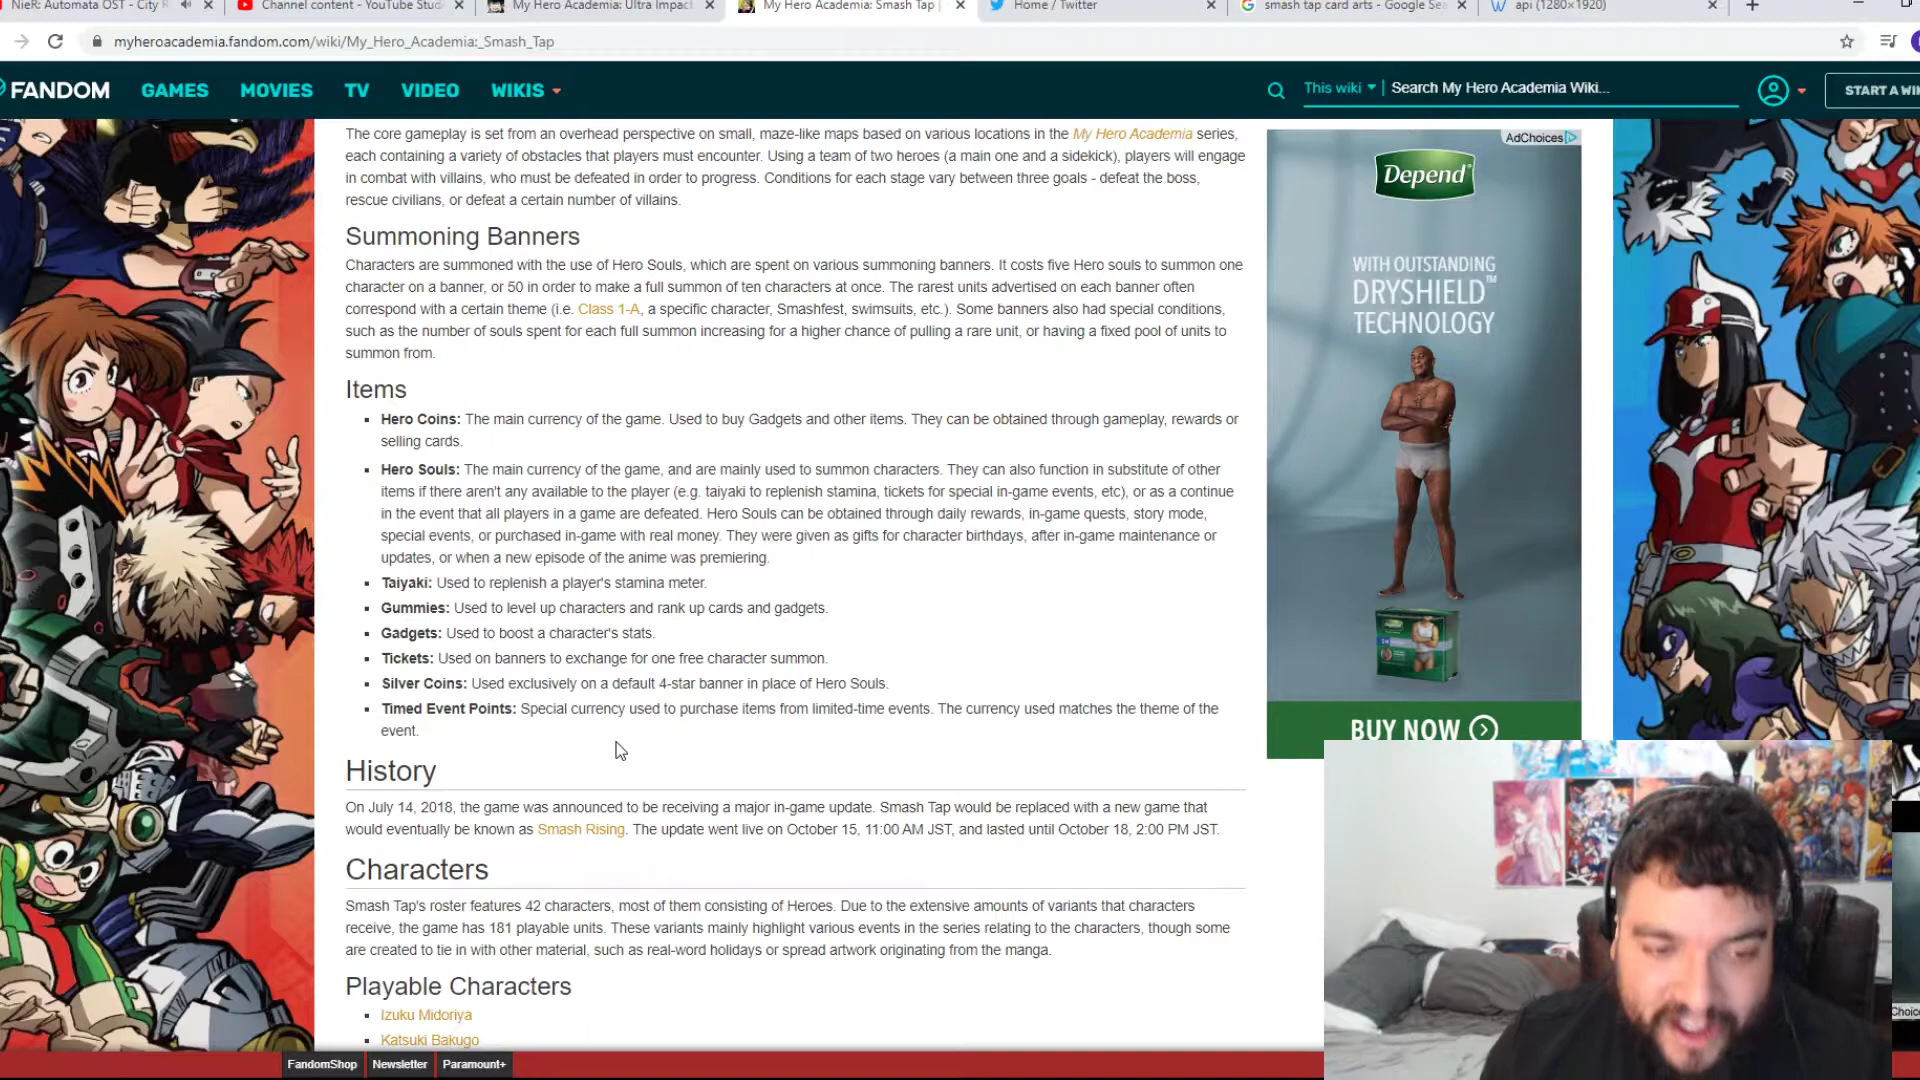 NieR: Automata OST - City R
Channel content - YouTube Stud
My Hero Academia: Ultra Impact
My Hero Academia: Smash Tap |
Home / Twitter
smash tap card arts - Google Sea
api (1280×1920)
myheroacademia.fandom.com/wiki/My_Hero_Academia:_Smash_Tap
FANDOM
GAMES
MOVIES
TV
VIDEO
WIKIS
This wiki
Search My Hero Academia Wiki...
START A WIK
The core gameplay is set from an overhead perspective on small, maze-like maps based on various locations in the My Hero Academia series,
each containing a variety of obstacles that players must encounter. Using a team of two heroes (a main one and a sidekick), players will engage
in combat with villains, who must be defeated in order to progress. Conditions for each stage vary between three goals - defeat the boss,
rescue civilians, or defeat a certain number of villains.
Summoning Banners
Characters are summoned with the use of Hero Souls, which are spent on various summoning banners. It costs five Hero souls to summon one
character on a banner, or 50 in order to make a full summon of ten characters at once. The rarest units advertised on each banner often
correspond with a certain theme (i.e. Class 1-A, a specific character, Smashfest, swimsuits, etc.). Some banners also had special conditions,
such as the number of souls spent for each full summon increasing for a higher chance of pulling a rare unit, or having a fixed pool of units to
summon from.
Items
Hero Coins: The main currency of the game. Used to buy Gadgets and other items. They can be obtained through gameplay, rewards or
selling cards.
Hero Souls: The main currency of the game, and are mainly used to summon characters. They can also function in substitute of other
items if there aren't any available to the player (e.g. taiyaki to replenish stamina, tickets for special in-game events, etc), or as a continue
in the event that all players in a game are defeated. Hero Souls can be obtained through daily rewards, in-game quests, story mode,
special events, or purchased in-game with real money. They were given as gifts for character birthdays, after in-game maintenance or
updates, or when a new episode of the anime was premiering.
Taiyaki: Used to replenish a player's stamina meter.
Gummies: Used to level up characters and rank up cards and gadgets.
Gadgets: Used to boost a character's stats.
Tickets: Used on banners to exchange for one free character summon.
Silver Coins: Used exclusively on a default 4-star banner in place of Hero Souls.
Timed Event Points: Special currency used to purchase items from limited-time events. The currency used matches the theme of the
event.
History
On July 14, 2018, the game was announced to be receiving a major in-game update. Smash Tap would be replaced with a new game that
would eventually be known as Smash Rising. The update went live on October 15, 11:00 AM JST, and lasted until October 18, 2:00 PM JST.
Characters
Smash Tap's roster features 42 characters, most of them consisting of Heroes. Due to the extensive amounts of variants that characters
receive, the game has 181 playable units. These variants mainly highlight various events in the series relating to the characters, though some
are created to tie in with other material, such as real-word holidays or spread artwork originating from the manga.
Playable Characters
Izuku Midoriya
Katsuki Bakugo
AdChoices
Depend
WITH OUTSTANDING
DRYSHIELD™
TECHNOLOGY
Depend
BUY NOW
Choice
FandomShop
Newsletter
Paramount+